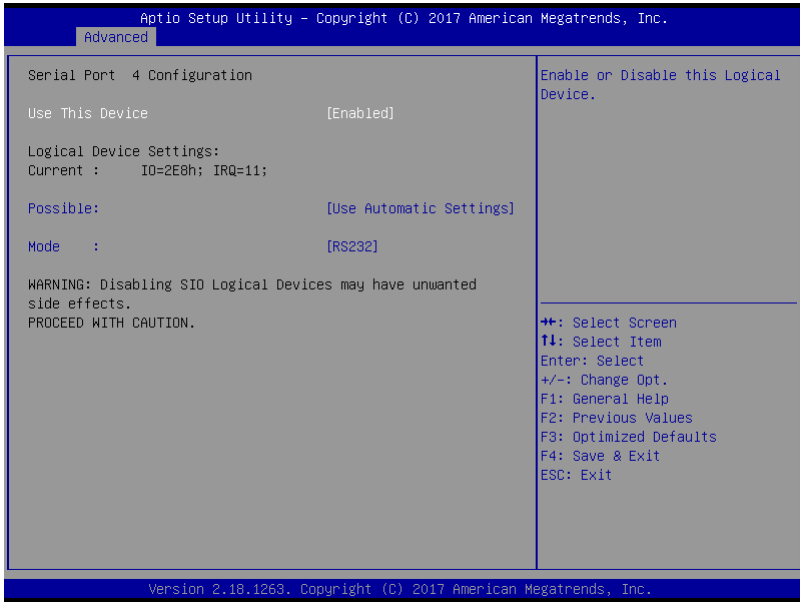 Aptio Setup Utility – Copyright (C) 2017 American Megatrends, Inc.
Advanced
Serial Port 4 Configuration
Use This Device [Enabled]
Logical Device Settings:
Current : IO=2E8h; IRQ=11;
Possible: [Use Automatic Settings]
Mode : [RS232]
WARNING: Disabling SIO Logical Devices may have unwanted
side effects.
PROCEED WITH CAUTION.
Enable or Disable this Logical
Device.
→←: Select Screen
↑↓: Select Item
Enter: Select
+/-: Change Opt.
F1: General Help
F2: Previous Values
F3: Optimized Defaults
F4: Save & Exit
ESC: Exit
Version 2.18.1263. Copyright (C) 2017 American Megatrends, Inc.